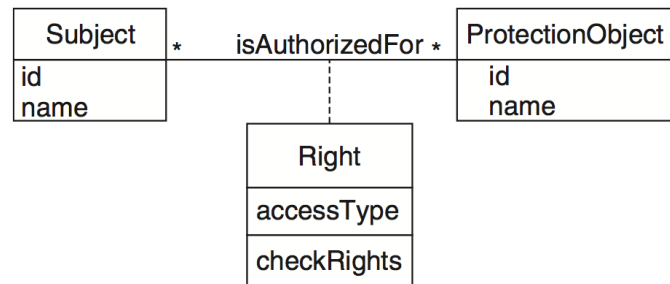 Subject
* isAuthorizedFor *
ProtectionObject
id
name
id
name
Right
accessType
checkRights